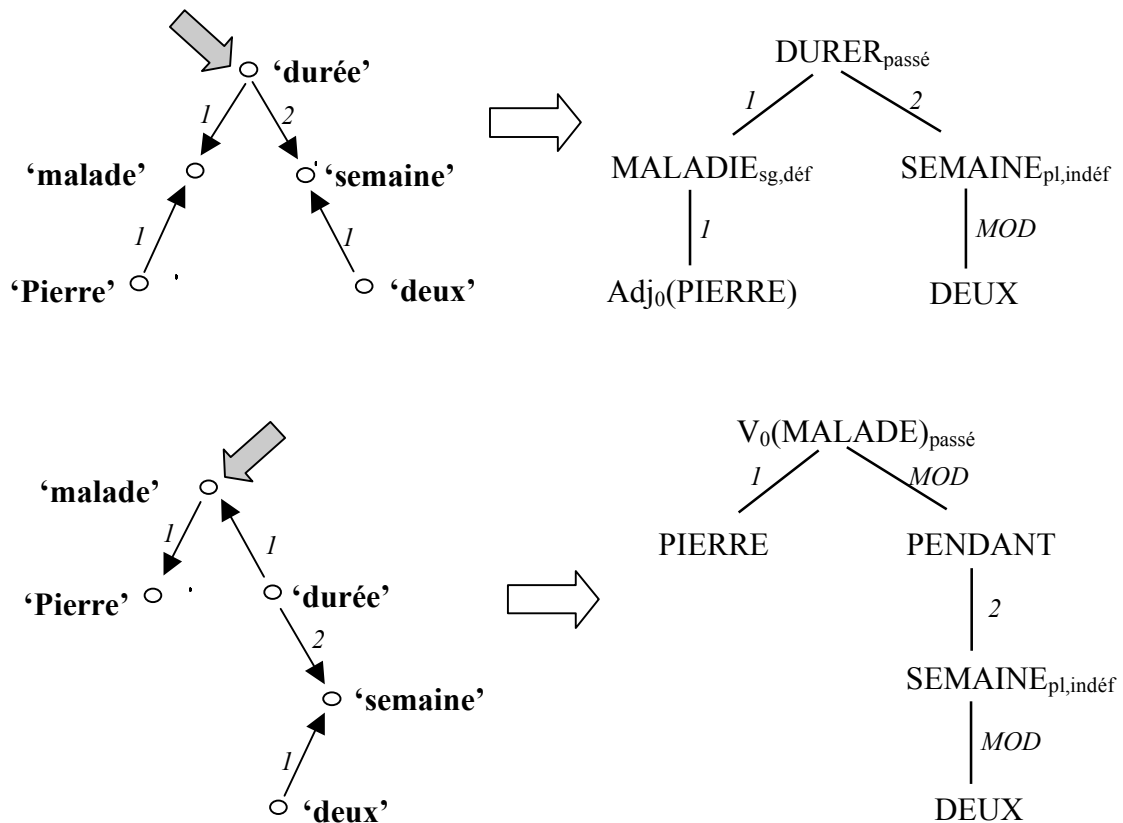 ‘durée’
1 2
‘malade’ ‘semaine’
1 1
‘Pierre’ ‘deux’
DURERpassé
1 2
MALADIEsg,déf SEMAINEpl,indéf
1 MOD
Adj0(PIERRE) DEUX
‘malade’
1 1
‘Pierre’ ‘durée’
2
‘semaine’
1
‘deux’
V0(MALADE)passé
1 MOD
PIERRE PENDANT
2
SEMAINEpl,indéf
MOD
DEUX